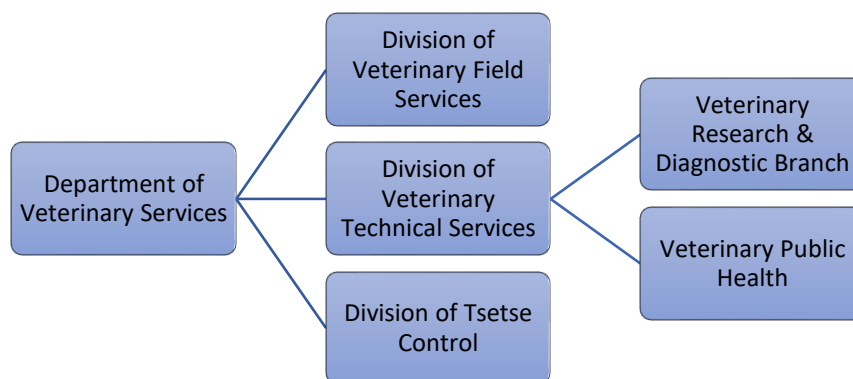 Department of
Veterinary Services
Division of
Veterinary Field
Services
Division of
Veterinary
Technical Services
Division of Tsetse
Control
Veterinary
Research &
Diagnostic Branch
Veterinary Public
Health